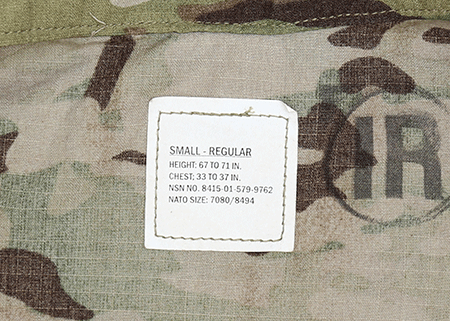 SMALL - REGULAR
HEIGHT: 67 TO 71 IN.
CHEST: 33 TO 37 IN.
NSN NO. 8415-01-579-9762
NATO SIZE: 7080/8494
IR